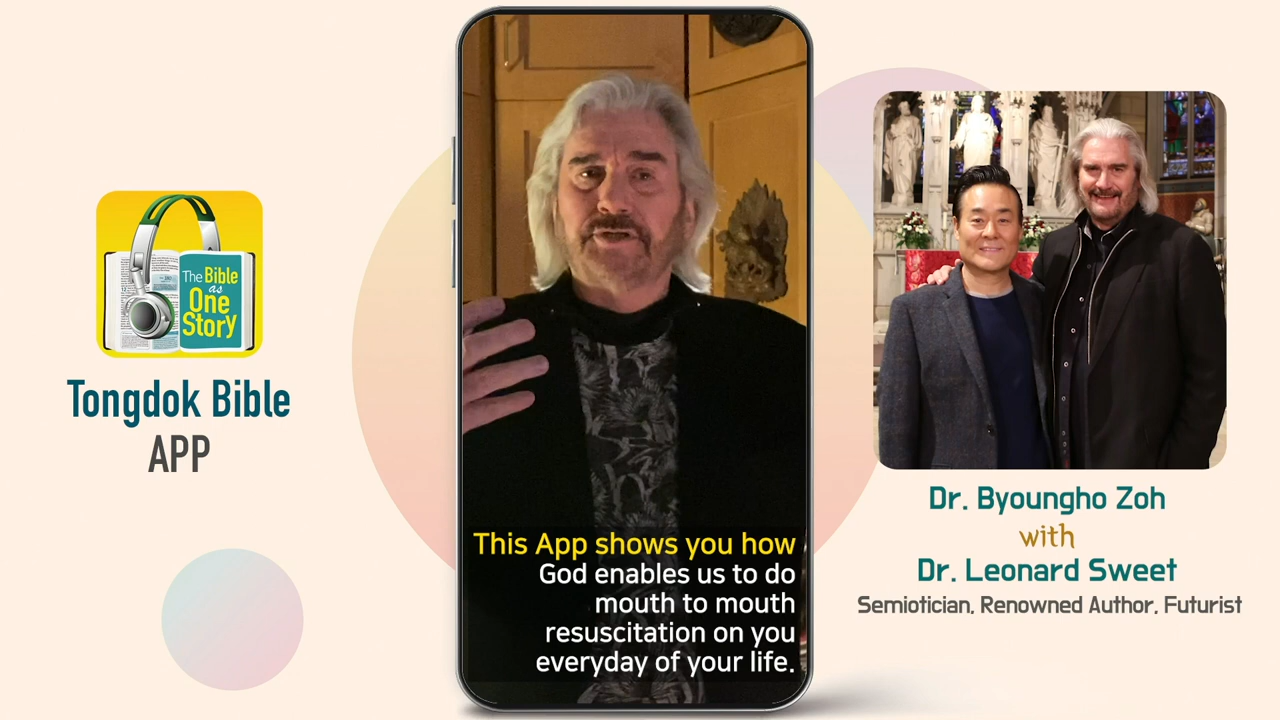 The Bible
as
One
Story
Tongdok Bible
APP
This App shows you how
God enables us to do
mouth to mouth
resuscitation on you
everyday of your life.
Dr. Byoungho Zoh
with
Dr. Leonard Sweet
Semiotician, Renowned Author, Futurist